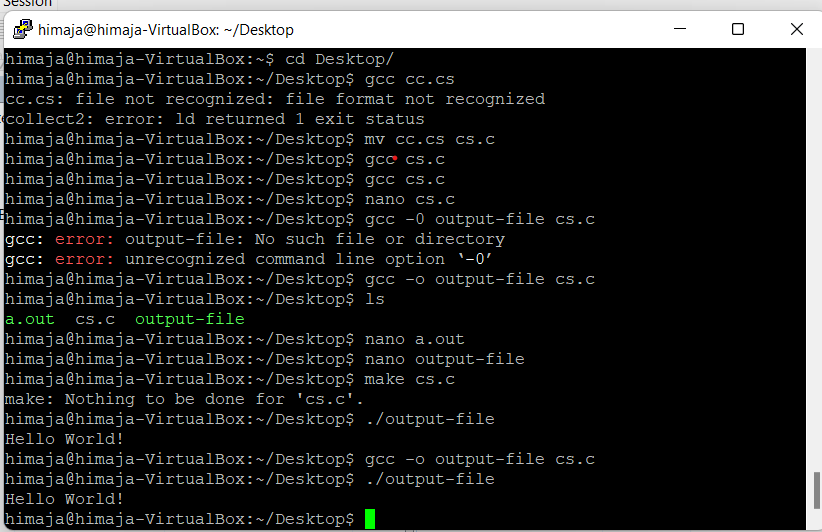 Session
himaja@himaja-VirtualBox: ~/Desktop
himaja@himaja-VirtualBox:~$ cd Desktop/
himaja@himaja-VirtualBox:~/Desktop$ gcc cc.cs
cc.cs: file not recognized: file format not recognized
collect2: error: ld returned 1 exit status
himaja@himaja-VirtualBox:~/Desktop$ mv cc.cs cs.c
himaja@himaja-VirtualBox:~/Desktop$ gcc cs.c
himaja@himaja-VirtualBox:~/Desktop$ gcc cs.c
himaja@himaja-VirtualBox:~/Desktop$ nano cs.c
himaja@himaja-VirtualBox:~/Desktop$ gcc -0 output-file cs.c
gcc: error: output-file: No such file or directory
gcc: error: unrecognized command line option ‘-0’
himaja@himaja-VirtualBox:~/Desktop$ gcc -o output-file cs.c
himaja@himaja-VirtualBox:~/Desktop$ ls
a.out  cs.c  output-file
himaja@himaja-VirtualBox:~/Desktop$ nano a.out
himaja@himaja-VirtualBox:~/Desktop$ nano output-file
himaja@himaja-VirtualBox:~/Desktop$ make cs.c
make: Nothing to be done for 'cs.c'.
himaja@himaja-VirtualBox:~/Desktop$ ./output-file
Hello World!
himaja@himaja-VirtualBox:~/Desktop$ gcc -o output-file cs.c
himaja@himaja-VirtualBox:~/Desktop$ ./output-file
Hello World!
himaja@himaja-VirtualBox:~/Desktop$